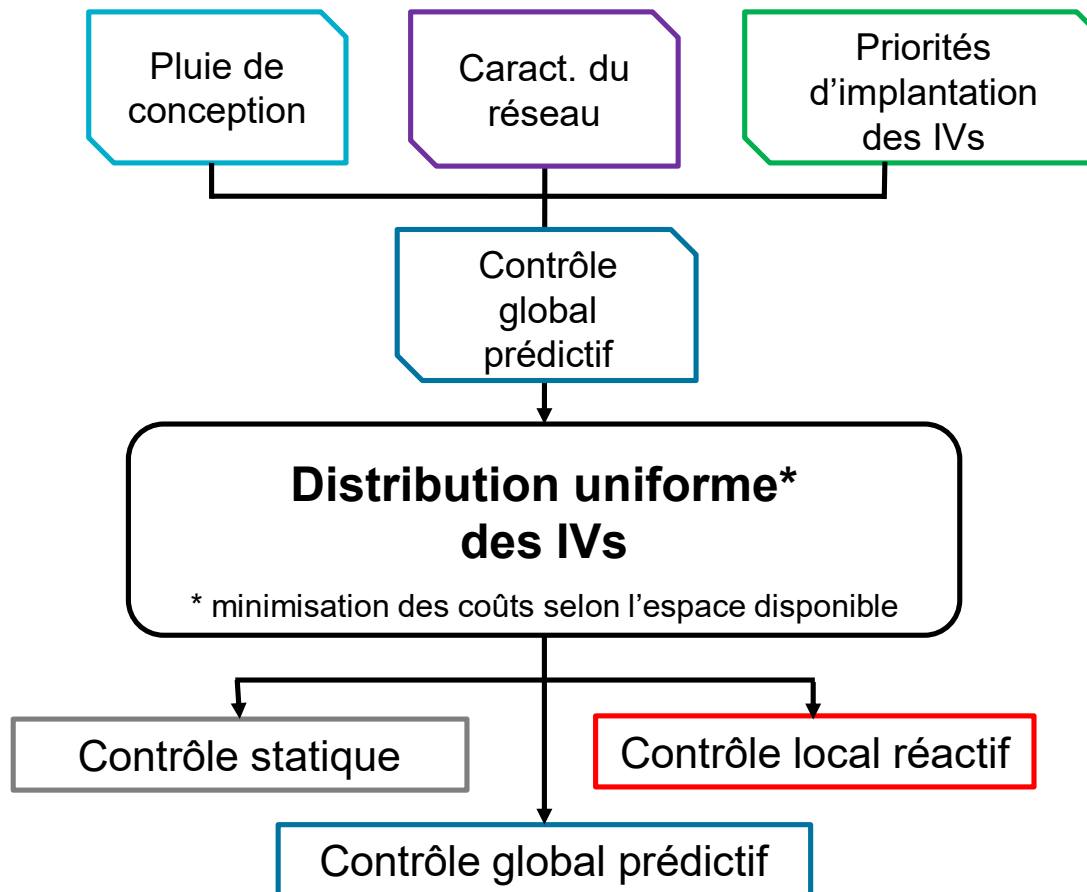 Pluie de
conception
Caract. du
réseau
Priorités
d’implantation
des IVs
Contrôle
global
prédictif
Distribution uniforme*
des IVs
* minimisation des coûts selon l’espace disponible
Contrôle statique
Contrôle local réactif
Contrôle global prédictif